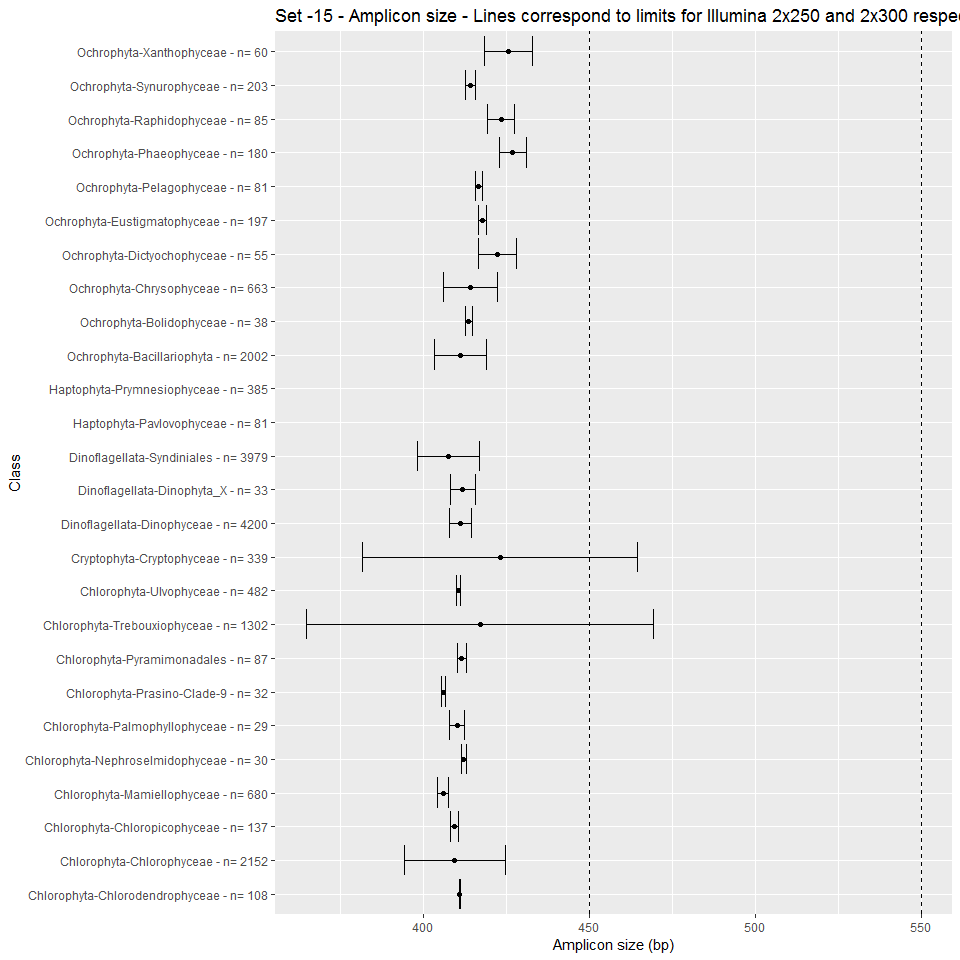 Set -15 - Amplicon size - Lines correspond to limits for Illumina 2x250 and 2x300 respe
Class
Ochrophyta-Xanthophyceae - n= 60
Ochrophyta-Synurophyceae - n= 203
Ochrophyta-Raphidophyceae - n= 85
Ochrophyta-Phaeophyceae - n= 180
Ochrophyta-Pelagophyceae - n= 81
Ochrophyta-Eustigmatophyceae - n= 197
Ochrophyta-Dictyochophyceae - n= 55
Ochrophyta-Chrysophyceae - n= 663
Ochrophyta-Bolidophyceae - n= 38
Ochrophyta-Bacillariophyta - n= 2002
Haptophyta-Prymnesiophyceae - n= 385
Haptophyta-Pavlovophyceae - n= 81
Dinoflagellata-Syndiniales - n= 3979
Dinoflagellata-Dinophyta_X - n= 33
Dinoflagellata-Dinophyceae - n= 4200
Cryptophyta-Cryptophyceae - n= 339
Chlorophyta-Ulvophyceae - n= 482
Chlorophyta-Trebouxiophyceae - n= 1302
Chlorophyta-Pyramimonadales - n= 87
Chlorophyta-Prasino-Clade-9 - n= 32
Chlorophyta-Palmophyllophyceae - n= 29
Chlorophyta-Nephroselmidophyceae - n= 30
Chlorophyta-Mamiellophyceae - n= 680
Chlorophyta-Chloropicophyceae - n= 137
Chlorophyta-Chlorophyceae - n= 2152
Chlorophyta-Chlorodendrophyceae - n= 108
400 450 500 550
Amplicon size (bp)